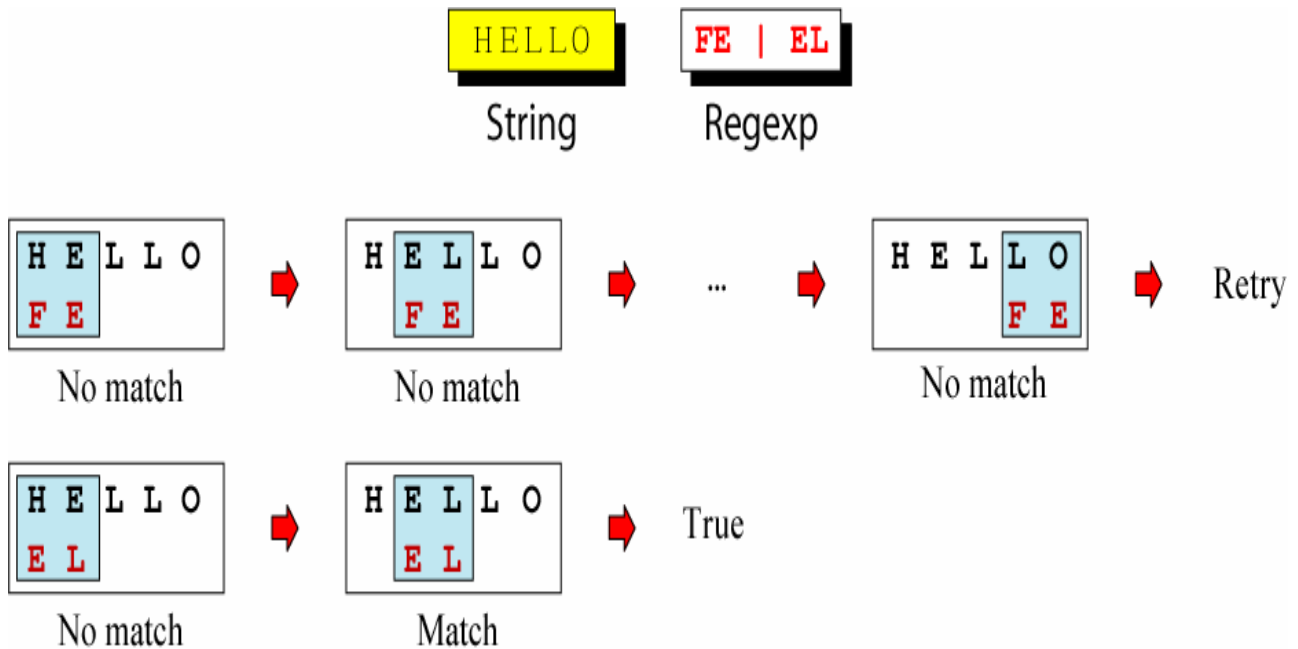 HELLO
FE | EL
String
Regexp
H E L L O
F E
No match
H E L L O
F E
No match
...
H E L L O
F E
No match
Retry
H E L L O
E L
No match
H E L L O
E L
Match
True